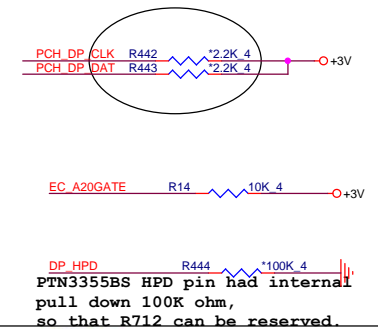 PCH_DP_CLK R442 *2.2K_4 +3V
PCH_DP_DAT R443 *2.2K_4
EC_A20GATE R14 10K_4 +3V
DP_HPD R444 *100K_4
PTN3355BS HPD pin had internal
pull down 100K ohm,
so that R712 can be reserved.